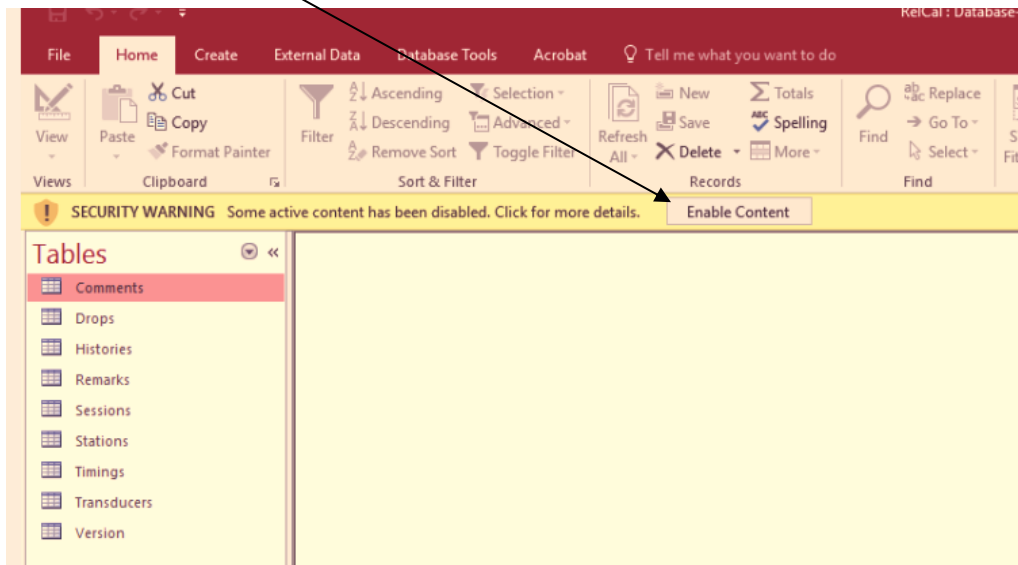 RelCal : Database-
File Home Create External Data Database Tools Acrobat Tell me what you want to do
Cut
Copy
Format Painter
View
Paste
Filter
Ascending
Descending
Remove Sort
Selection
Advanced
Toggle Filter
Refresh All
New
Save
Delete
Totals
Spelling
More
Find
Replace
Go To
Select
Views Clipboard Sort & Filter Records Find
SECURITY WARNING Some active content has been disabled. Click for more details. Enable Content
Tables
Comments
Drops
Histories
Remarks
Sessions
Stations
Timings
Transducers
Version